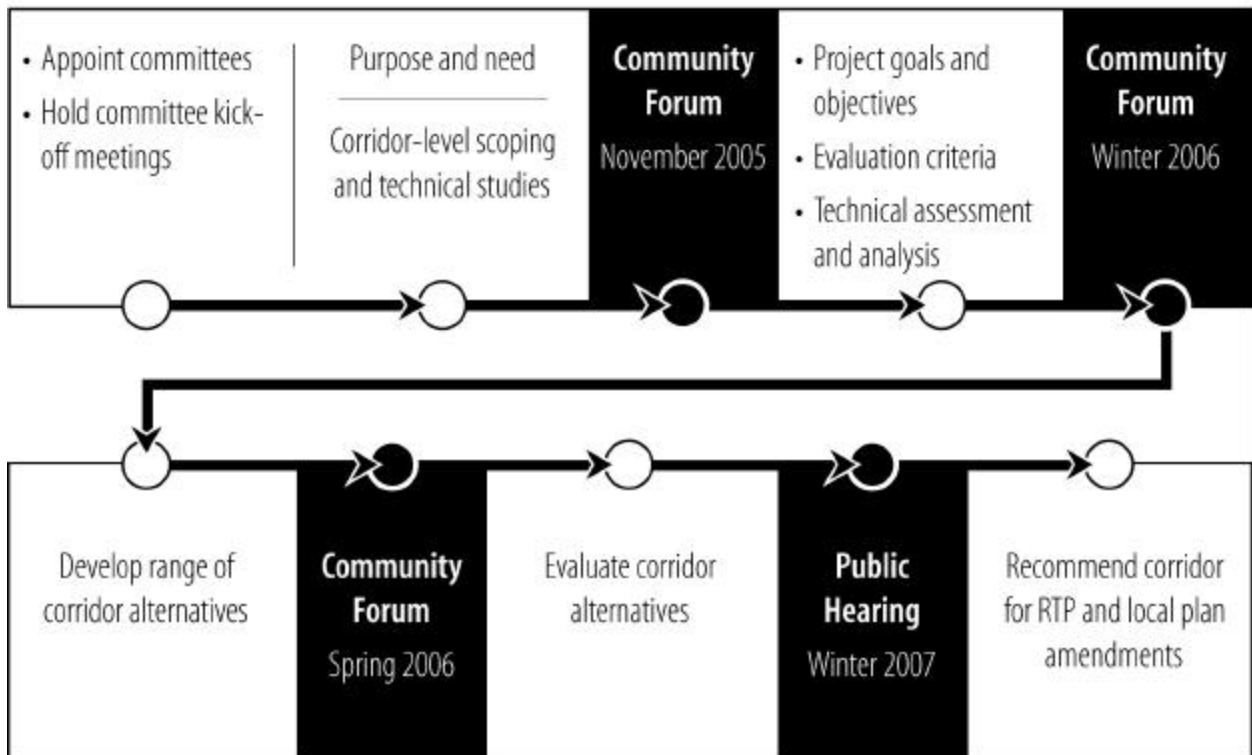 • Appoint committees
• Hold committee kick-
off meetings
Purpose and need
Corridor-level scoping
and technical studies
Community
Forum
November 2005
• Project goals and
objectives
• Evaluation criteria
• Technical assessment
and analysis
Community
Forum
Winter 2006
Develop range of
corridor alternatives
Community
Forum
Spring 2006
Evaluate corridor
alternatives
Public
Hearing
Winter 2007
Recommend corridor
for RTP and local plan
amendments